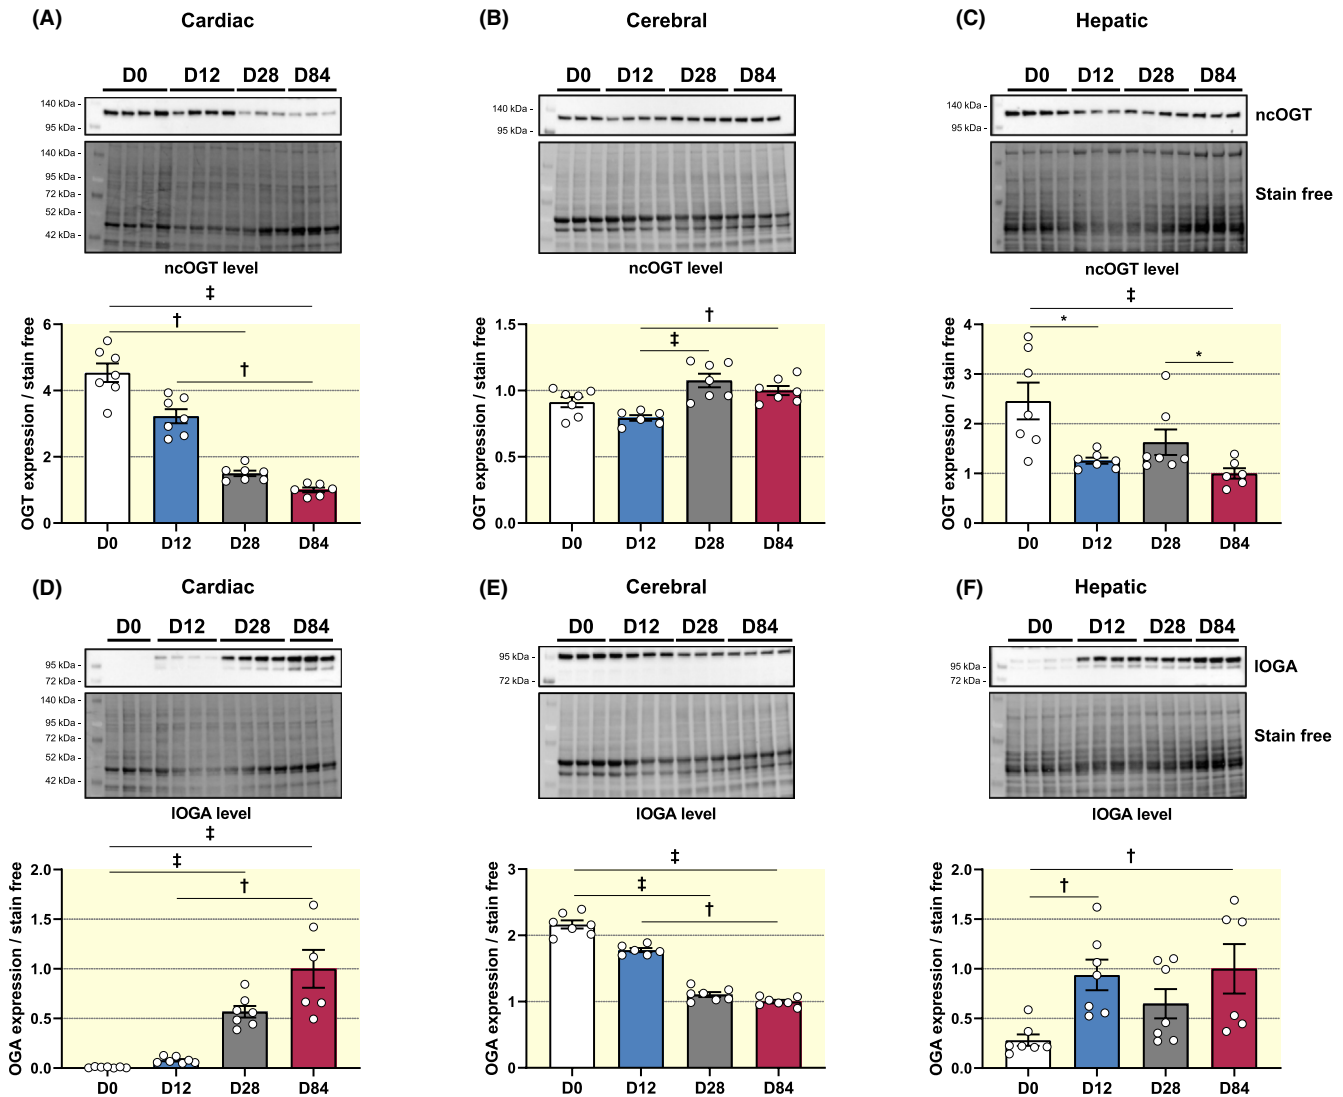 (A) Cardiac
D0 D12 D28 D84
140 kDa -
95 kDa -
140 kDa -
95 kDa -
72 kDa -
52 kDa -
42 kDa -
ncOGT level
‡
†
†
OGT expression / stain free
6
4
2
0
D0 D12 D28 D84
(B) Cerebral
D0 D12 D28 D84
140 kDa -
95 kDa -
ncOGT level
†
‡
OGT expression / stain free
1.5
1.0
0.5
0.0
D0 D12 D28 D84
(C) Hepatic
D0 D12 D28 D84
140 kDa -
95 kDa -
ncOGT
Stain free
ncOGT level
‡
*
*
OGT expression / stain free
4
3
2
1
0
D0 D12 D28 D84
(D) Cardiac
D0 D12 D28 D84
95 kDa -
72 kDa -
140 kDa -
95 kDa -
72 kDa -
52 kDa -
42 kDa -
lOGA level
‡
‡
†
OGA expression / stain free
2.0
1.5
1.0
0.5
0.0
D0 D12 D28 D84
(E) Cerebral
D0 D12 D28 D84
95 kDa -
72 kDa -
lOGA level
‡
‡
†
OGA expression / stain free
3
2
1
0
D0 D12 D28 D84
(F) Hepatic
D0 D12 D28 D84
95 kDa -
72 kDa -
lOGA
Stain free
lOGA level
†
†
OGA expression / stain free
2.0
1.5
1.0
0.5
0.0
D0 D12 D28 D84